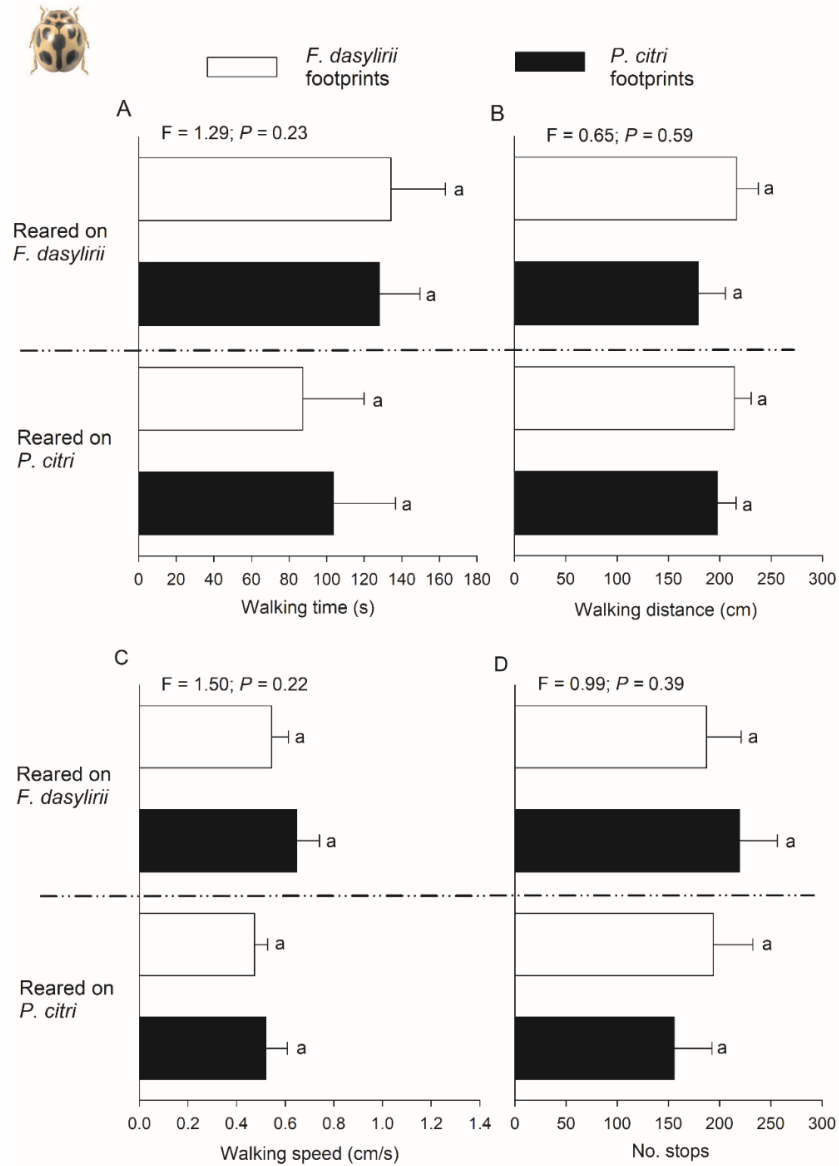 F. dasylirii
footprints
P. citri
footprints
A
F = 1.29; P = 0.23
B
F = 0.65; P = 0.59
a
a
Reared on
F. dasylirii
a
a
a
a
Reared on
P. citri
a
a
0 20 40 60 80 100 120 140 160 180
0 50 100 150 200 250 300
Walking time (s)
Walking distance (cm)
C
F = 1.50; P = 0.22
D
F = 0.99; P = 0.39
a
a
Reared on
F. dasylirii
a
a
a
a
Reared on
P. citri
a
a
0.0 0.2 0.4 0.6 0.8 1.0 1.2 1.4
0 50 100 150 200 250 300
Walking speed (cm/s)
No. stops